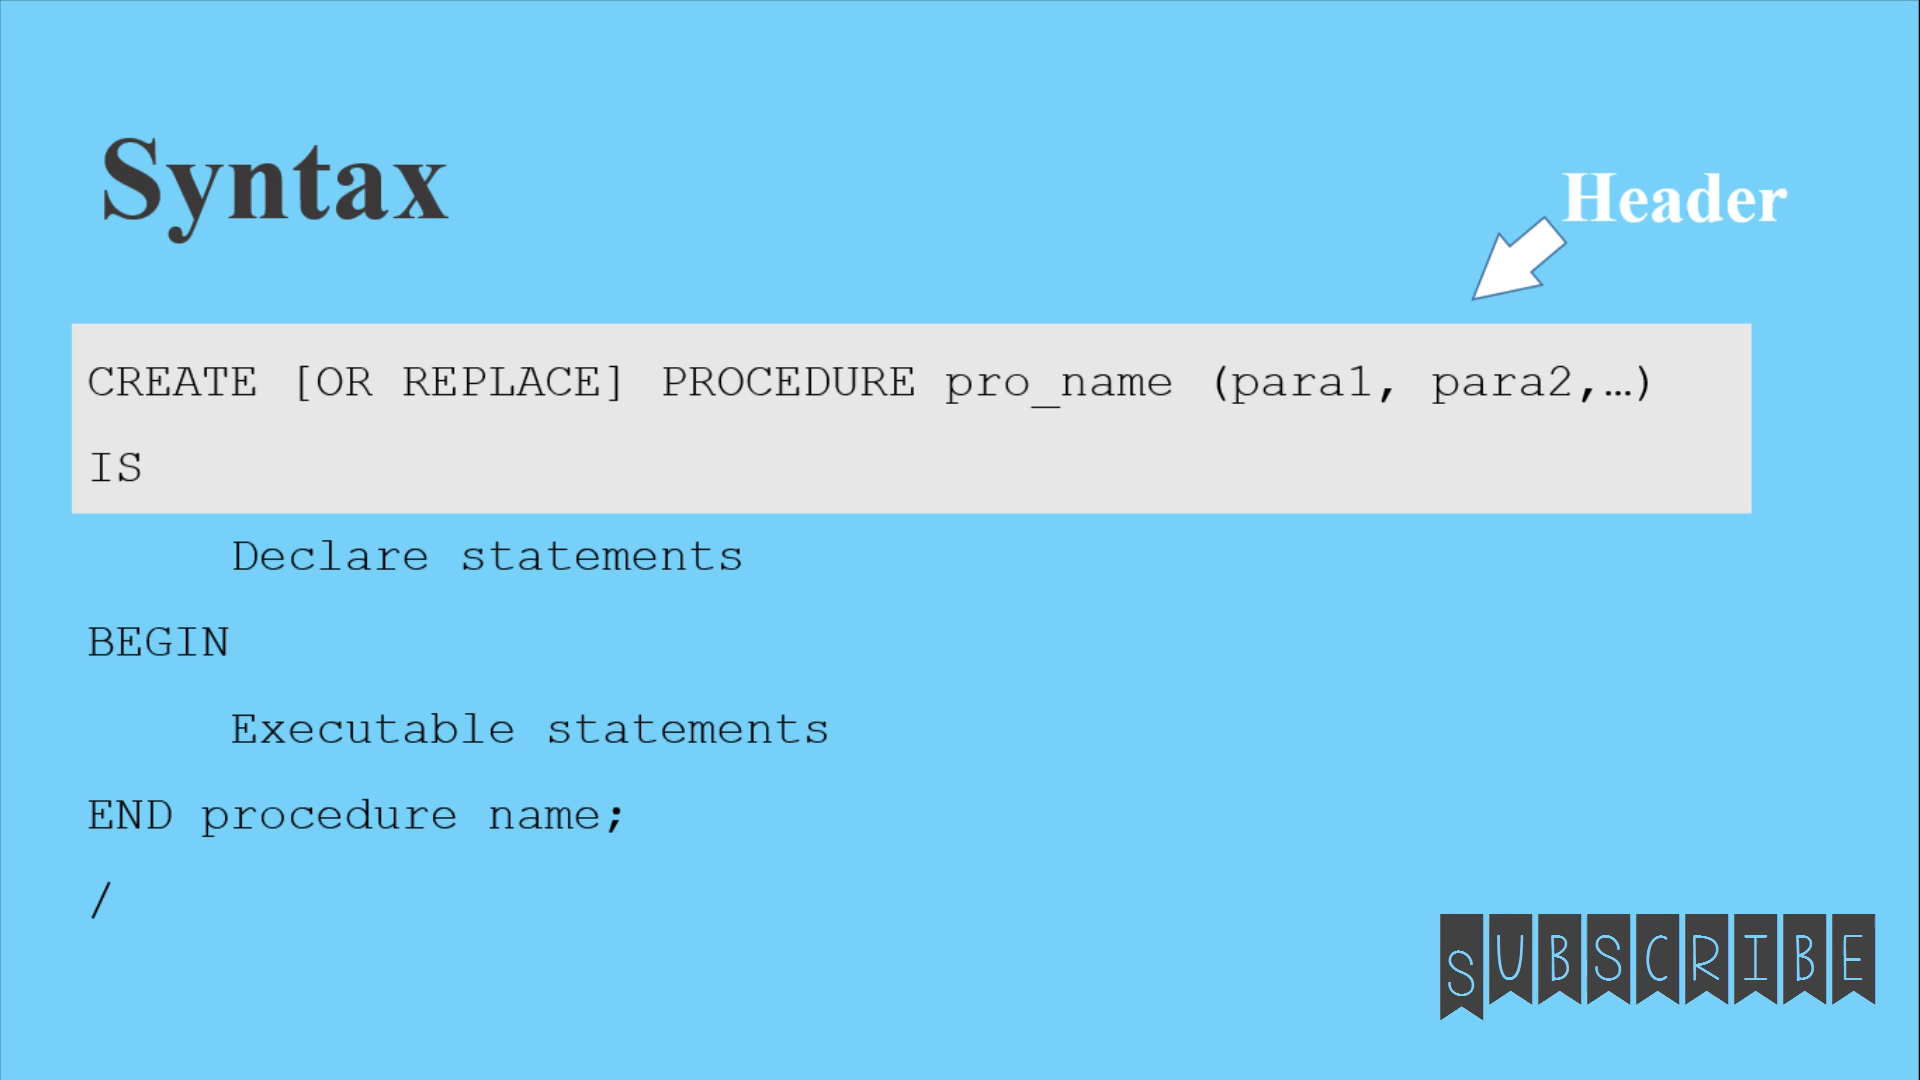 Syntax
Header
CREATE [OR REPLACE] PROCEDURE pro_name (para1, para2,…)
IS
Declare statements
BEGIN
Executable statements
END procedure name;
/
SUBSCRIBE